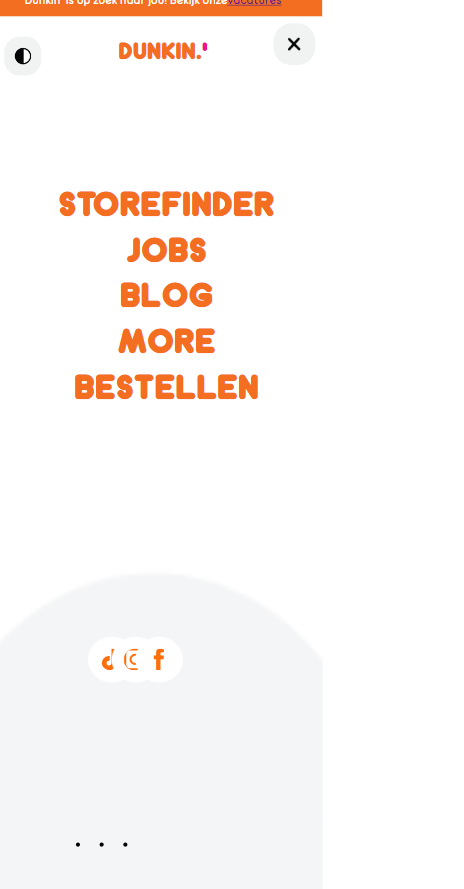 Dunkin' is op zoek naar jou! Bekijk onze vacatures
DUNKIN.'
STOREFINDER
JOBS
BLOG
MORE
BESTELLEN